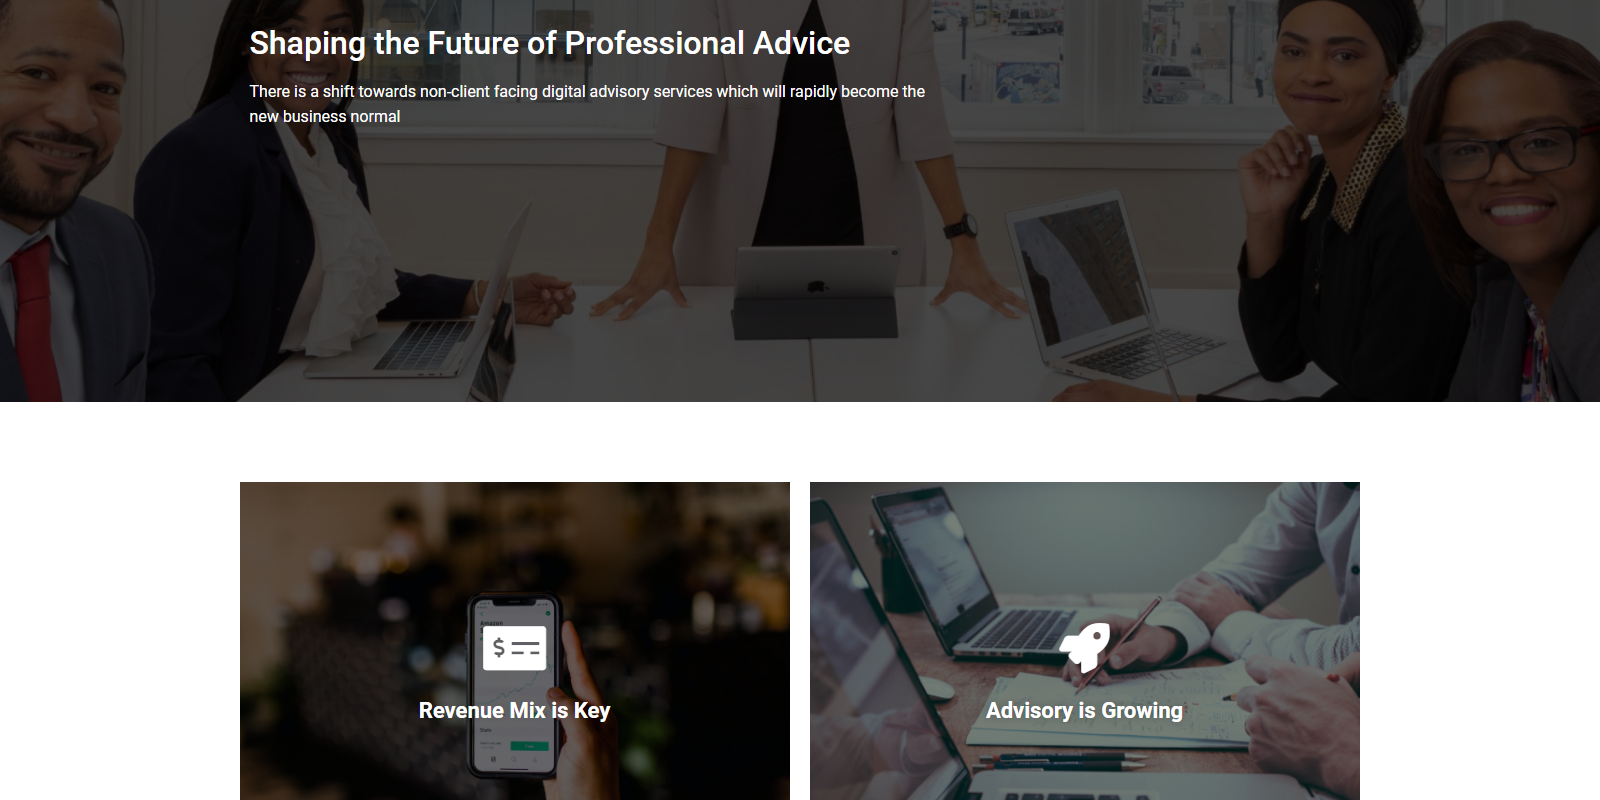 Shaping the Future of Professional Advice
There is a shift towards non-client facing digital advisory services which will rapidly become the
new business normal
Amazon
$
Revenue Mix is Key
Advisory is Growing